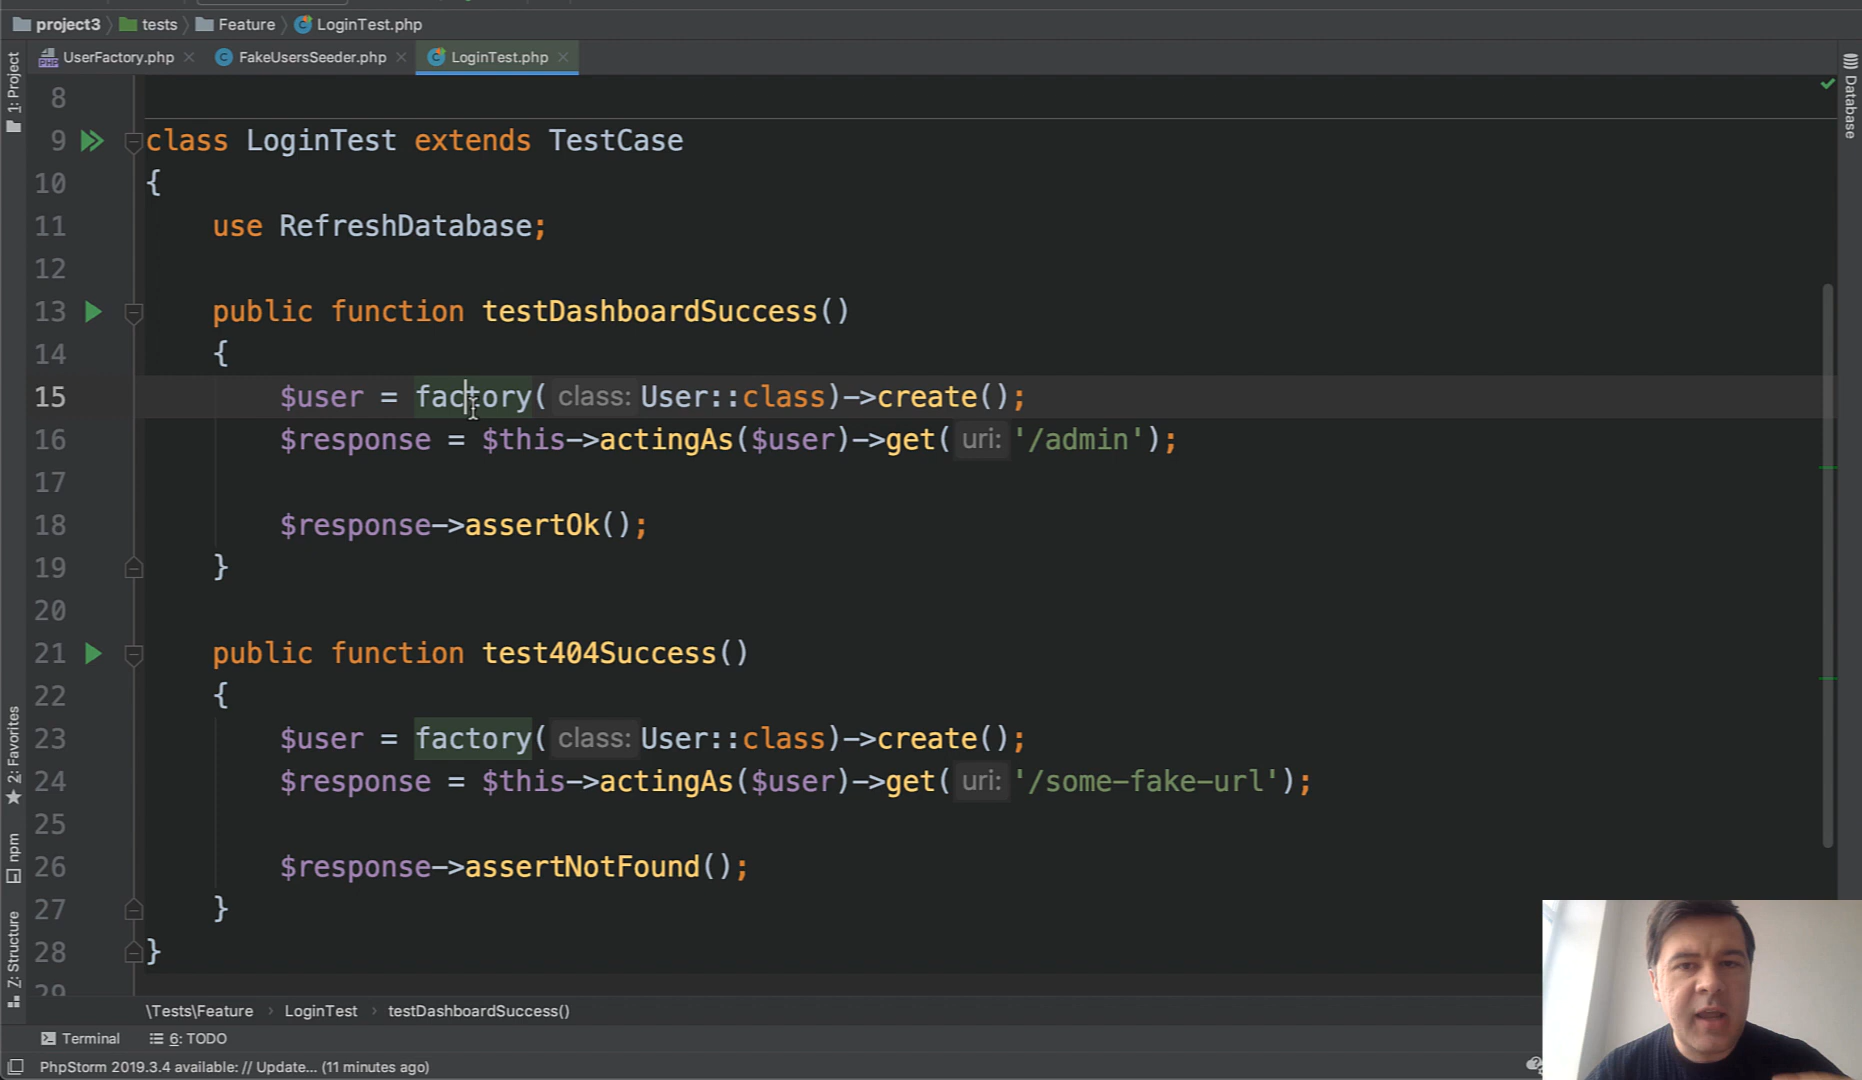 project3 tests Feature LoginTest.php
UserFactory.php FakeUsersSeeder.php LoginTest.php
1: Project
Database
2: Favorites
npm
Z: Structure
8
9 class LoginTest extends TestCase
10 {
11 use RefreshDatabase;
12
13 public function testDashboardSuccess()
14 {
15 $user = factory( class: User::class)->create();
16 $response = $this->actingAs($user)->get( uri: '/admin');
17
18 $response->assertOk();
19 }
20
21 public function test404Success()
22 {
23 $user = factory( class: User::class)->create();
24 $response = $this->actingAs($user)->get( uri: '/some-fake-url');
25
26 $response->assertNotFound();
27 }
28 }
29
\Tests\Feature › LoginTest › testDashboardSuccess()
Terminal 6: TODO
PhpStorm 2019.3.4 available: // Update... (11 minutes ago)